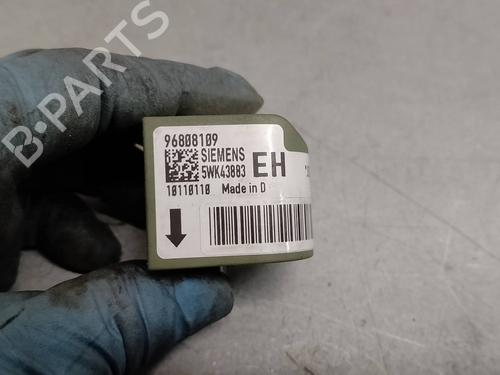 B-PARTS
96808109
SIEMENS
5WK43883
EH
10110110 Made in D